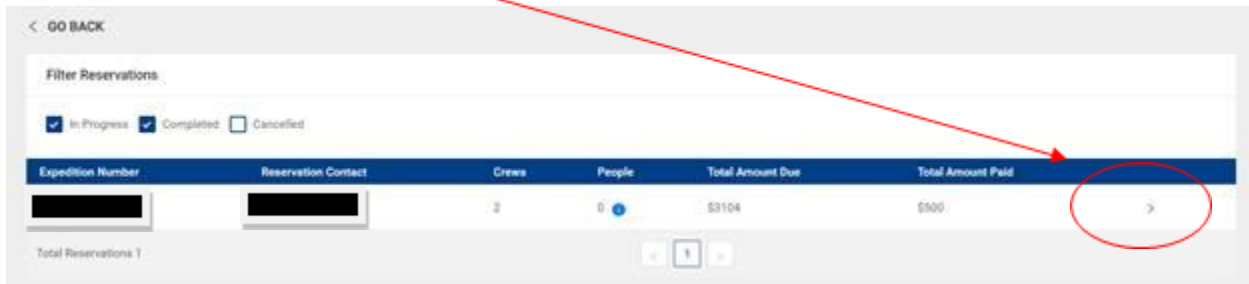 < GO BACK
Filter Reservations
In Progress Completed Cancelled
Expedition Number Reservation Contact Crews People Total Amount Due Total Amount Paid
2 0 $3104 $500 >
Total Reservations 1 < 1 >